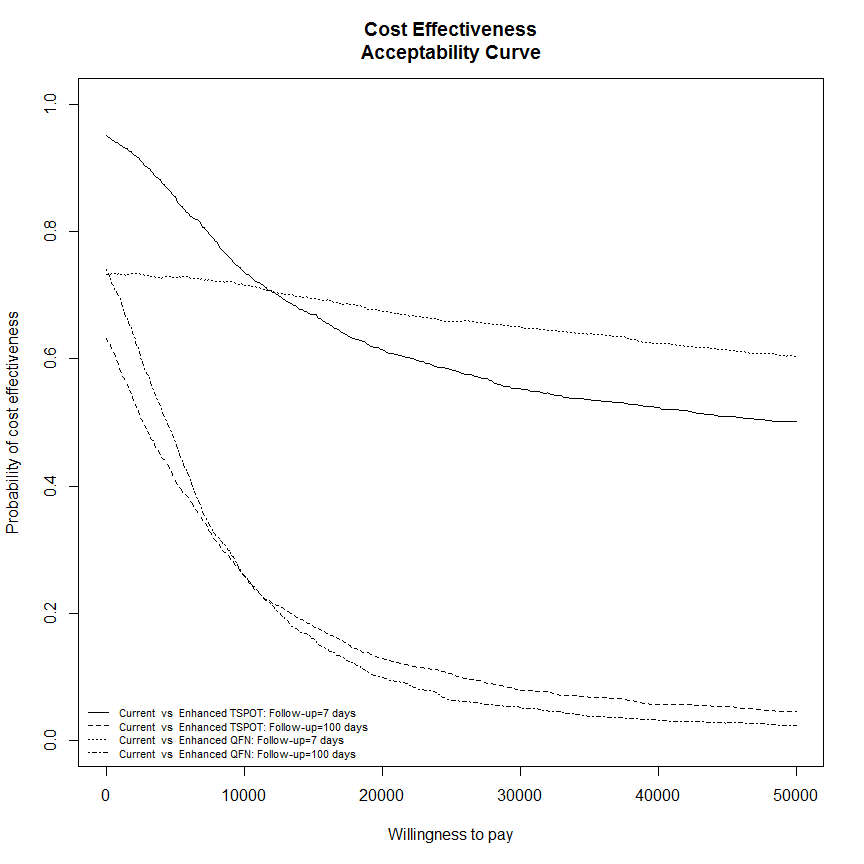 Cost Effectiveness
Acceptability Curve
Probability of cost effectiveness
1.0
0.8
0.6
0.4
0.2
0.0
Current vs Enhanced TSPOT: Follow-up=7 days
Current vs Enhanced TSPOT: Follow-up=100 days
Current vs Enhanced QFN: Follow-up=7 days
Current vs Enhanced QFN: Follow-up=100 days
0 10000 20000 30000 40000 50000
Willingness to pay